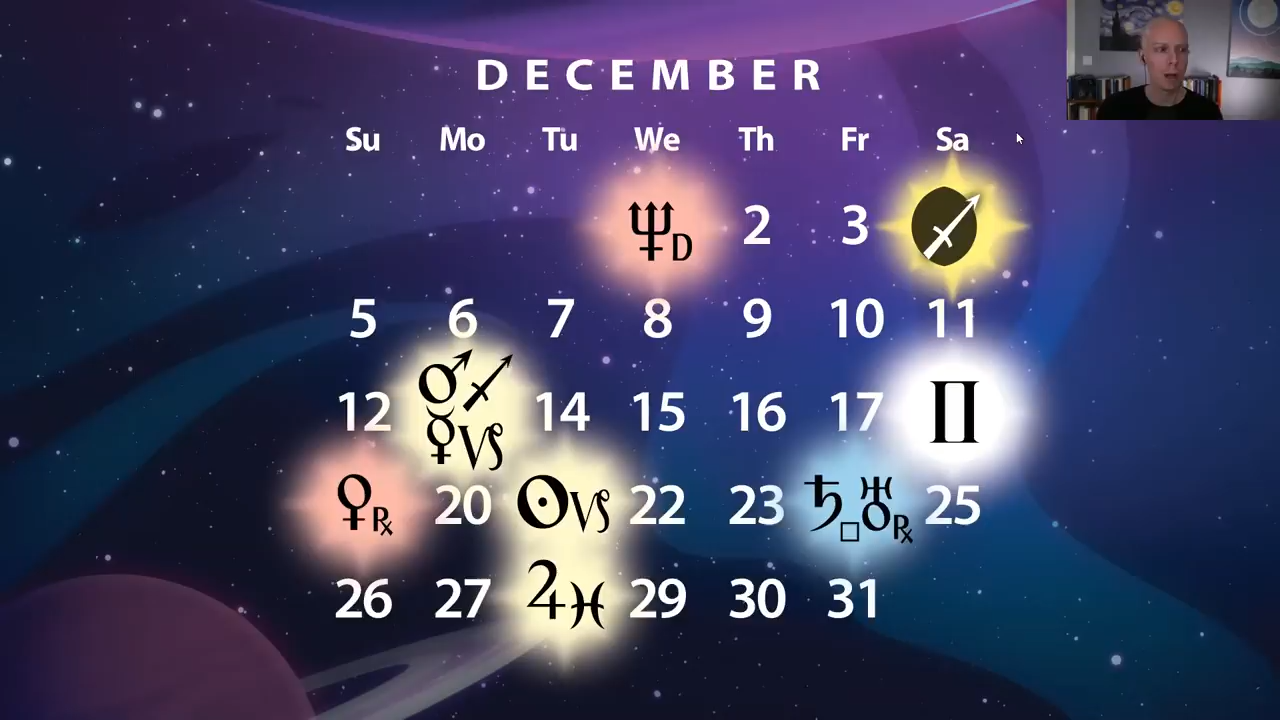 DECEMBER
Su Mo Tu We Th Fr Sa
♆D 2 3 ♐
5 6 7 8 9 10 11
12 ♂♐ ☿♑ 14 15 16 17 ♊
♀℞ 20 ☉♑ 22 23 ♄□♅℞ 25
26 27 ♃♓ 29 30 31